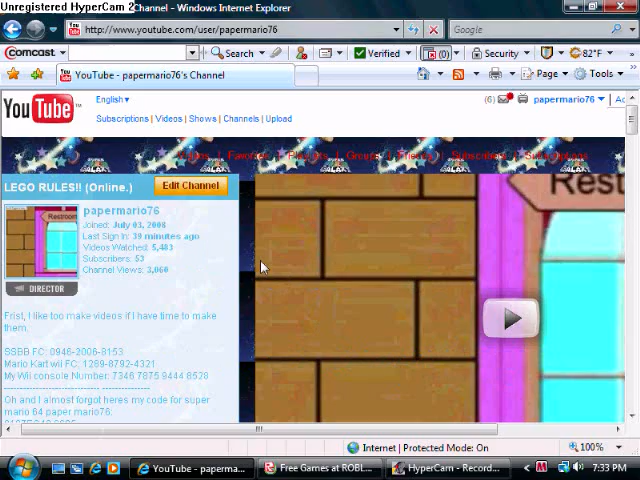 Unregistered HyperCam 2
Channel - Windows Internet Explorer
http://www.youtube.com/user/papermario76
Google
Comcast
Search
Verified
(0)
Security
82°F
YouTube - papermario76's Channel
Page
Tools
YouTube
English
(6)
papermario76
Subscriptions | Videos | Shows | Channels | Upload
LEGO RULES!! (Online.)
Edit Channel
Restroom
papermario76
Joined: July 03, 2008
Last Sign In: 39 minutes ago
Videos Watched: 5,483
Subscribers: 53
Channel Views: 3,060
DIRECTOR
Frist, I like too make videos if I have time to make
them.
SSBB FC: 0946-2006-8153
Mario Kart wii FC: 1289-8792-4321
My Wii console Number: 7346 7875 9444 8528
Oh and I almost forgot heres my code for super
mario 64 paper mario76.
Internet | Protected Mode: On
100%
YouTube - paperma...
Free Games at ROBL...
HyperCam - Record...
7:33 PM